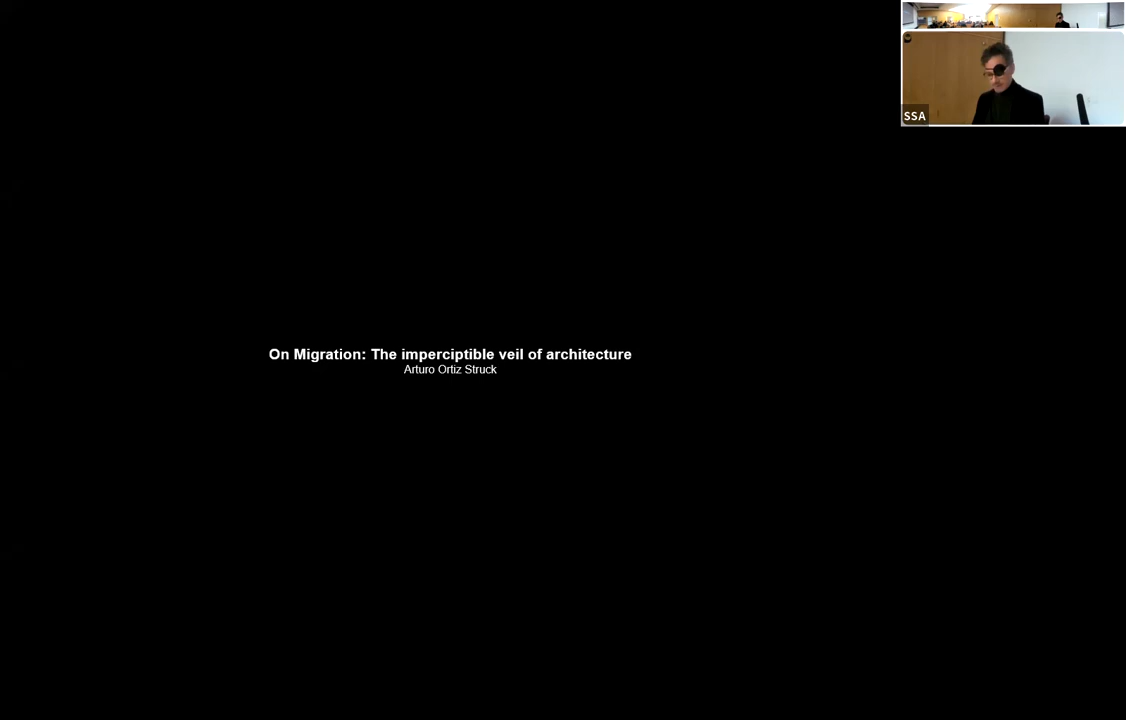 SSA
On Migration: The imperciptible veil of architecture
Arturo Ortiz Struck